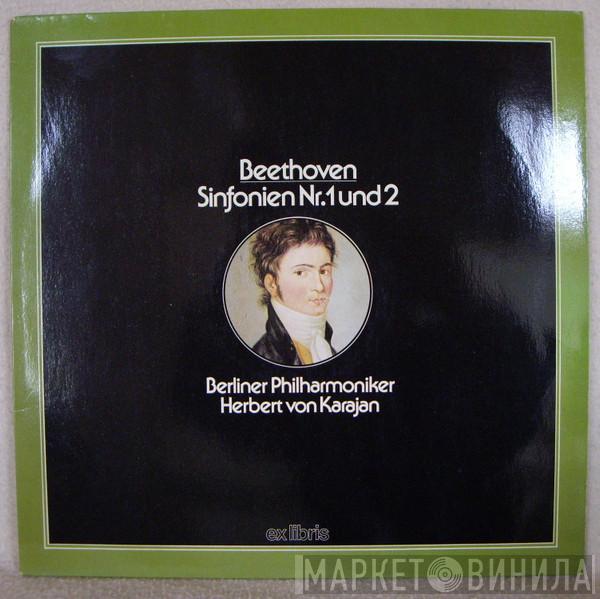 Beethoven
Sinfonien Nr.1 und 2
Berliner Philharmoniker
Herbert von Karajan
ex libris
МАРКЕТ ВИНИЛА